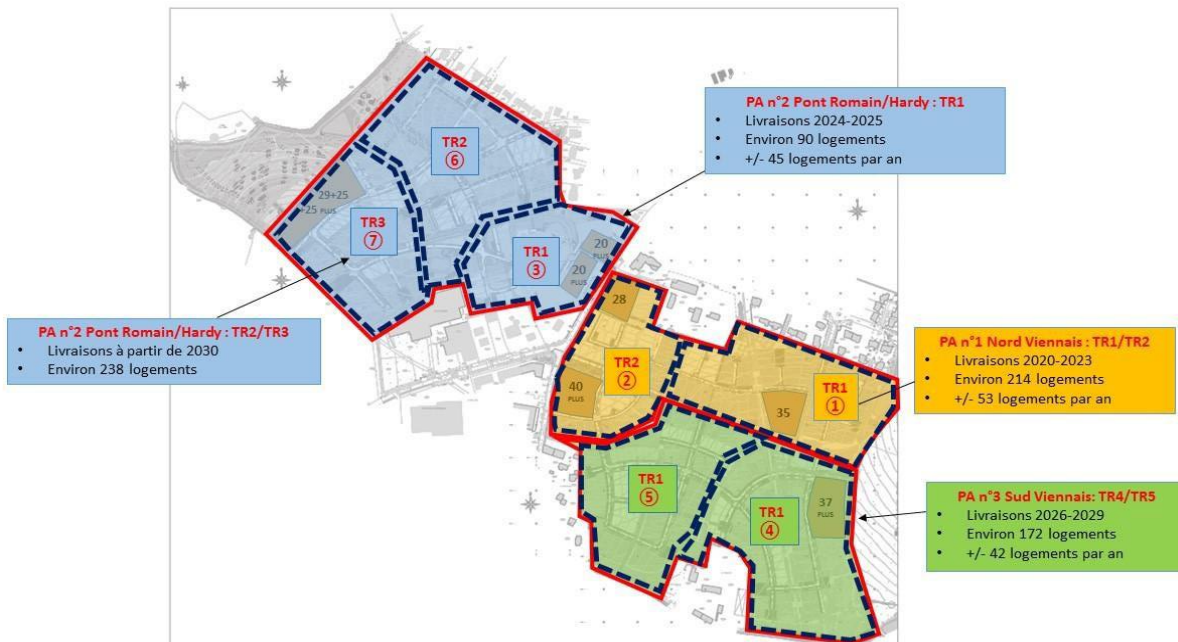 PA n°2 Pont Romain/Hardy : TR1
• Livraisons 2024-2025
• Environ 90 logements
• +/- 45 logements par an
TR2
⑥
29+25
+25 PLUS
TR3
⑦
TR1
③
20
20
PLUS
28
PA n°2 Pont Romain/Hardy : TR2/TR3
• Livraisons à partir de 2030
• Environ 238 logements
PA n°1 Nord Viennais : TR1/TR2
• Livraisons 2020-2023
• Environ 214 logements
• +/- 53 logements par an
TR2
②
40
PLUS
TR1
①
35
TR1
⑤
TR1
④
37
PLUS
PA n°3 Sud Viennais: TR4/TR5
• Livraisons 2026-2029
• Environ 172 logements
• +/- 42 logements par an